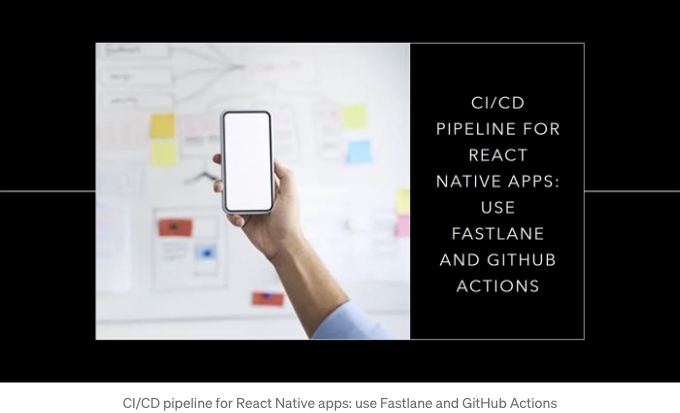 CI/CD
PIPELINE FOR
REACT
NATIVE APPS:
USE
FASTLANE
AND GITHUB
ACTIONS
CI/CD pipeline for React Native apps: use Fastlane and GitHub Actions